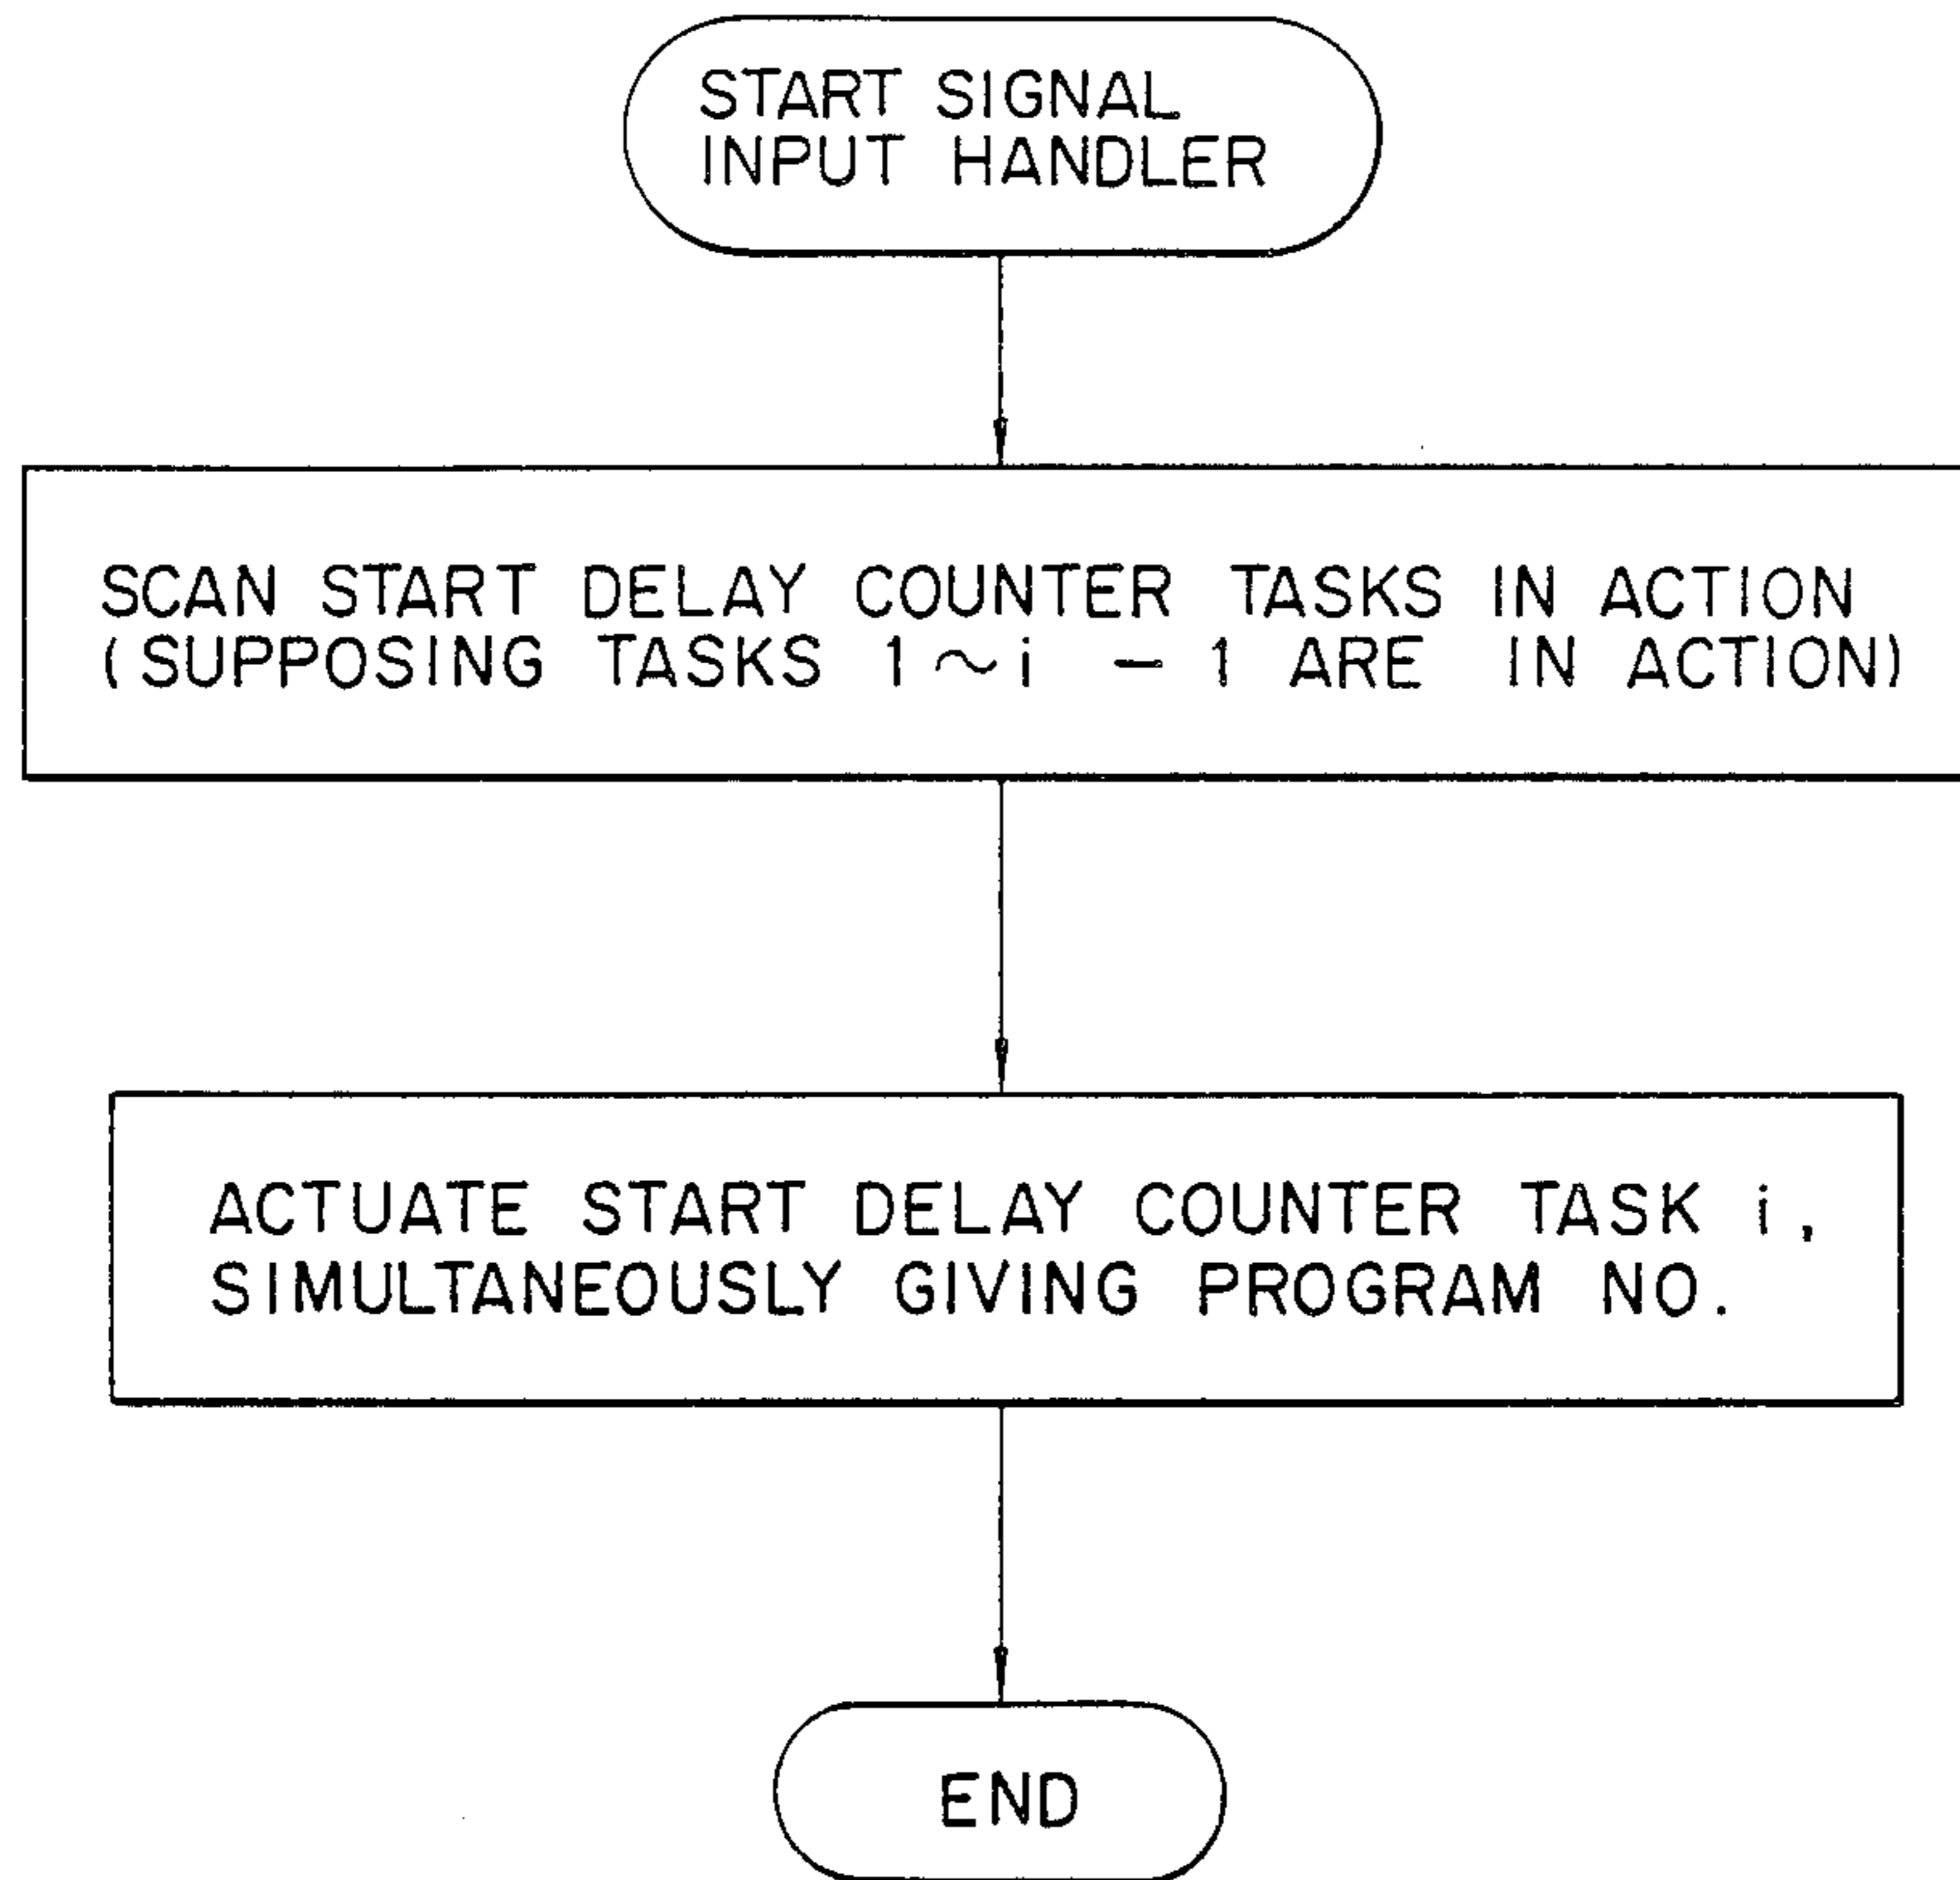 START SIGNAL
INPUT HANDLER
SCAN START DELAY COUNTER TASKS IN ACTION
(SUPPOSING TASKS 1~i - 1 ARE IN ACTION)
ACTUATE START DELAY COUNTER TASK i,
SIMULTANEOUSLY GIVING PROGRAM NO.
END